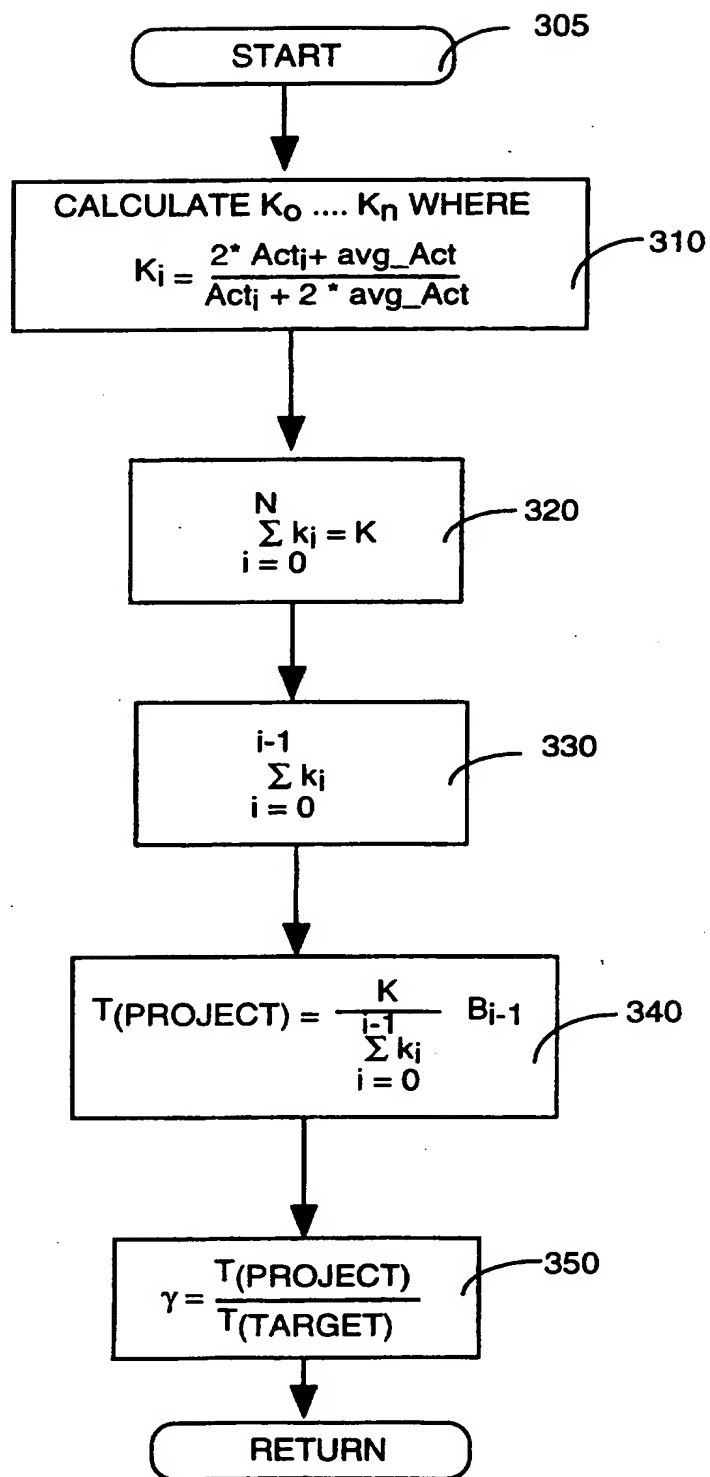 305
START
CALCULATE Ko .... Kn WHERE
Ki = 2* Acti+ avg_Act / Acti + 2 * avg_Act
310
N
Σ ki = K
i = 0
320
i-1
Σ ki
i = 0
330
T(PROJECT) = K / Bi-1
i-1
Σ ki
i = 0
340
γ = T(PROJECT) / T(TARGET)
350
RETURN